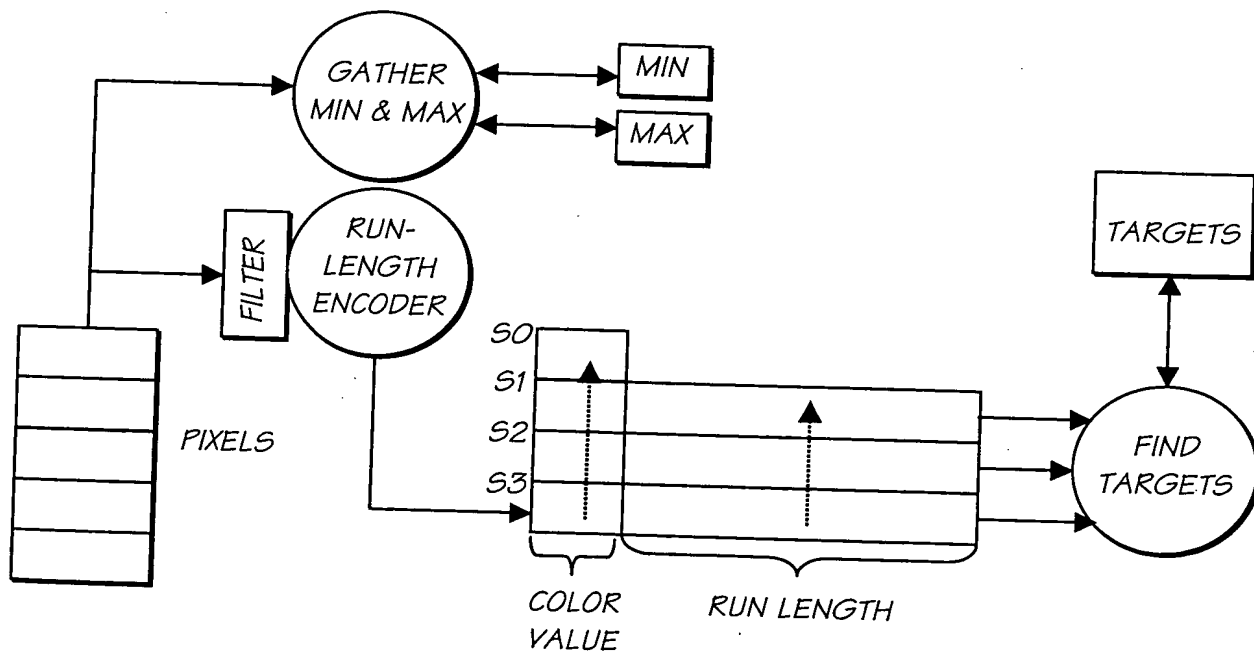 GATHER
MIN & MAX
MIN
MAX
FILTER
RUN-
LENGTH
ENCODER
TARGETS
PIXELS
S0
S1
S2
S3
FIND
TARGETS
COLOR
VALUE
RUN LENGTH